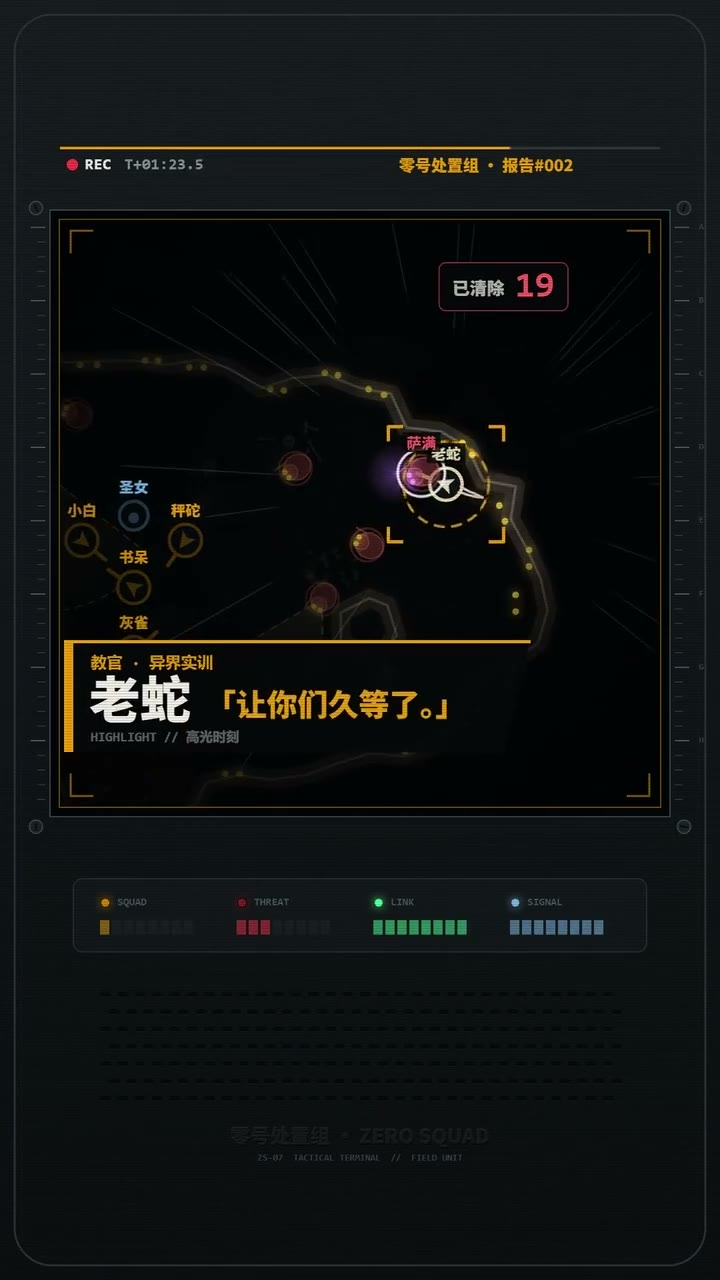 REC T+01:23.5
零号处置组 · 报告#002
已清除 19
萨满
老蛇
圣女
小白
秤砣
书呆
灰雀
教官 · 异界实训
老蛇 「让你们久等了。」
HIGHLIGHT // 高光时刻
SQUAD THREAT LINK SIGNAL
零号处置组 · ZERO SQUAD
ZS-07 TACTICAL TERMINAL // FIELD UNIT